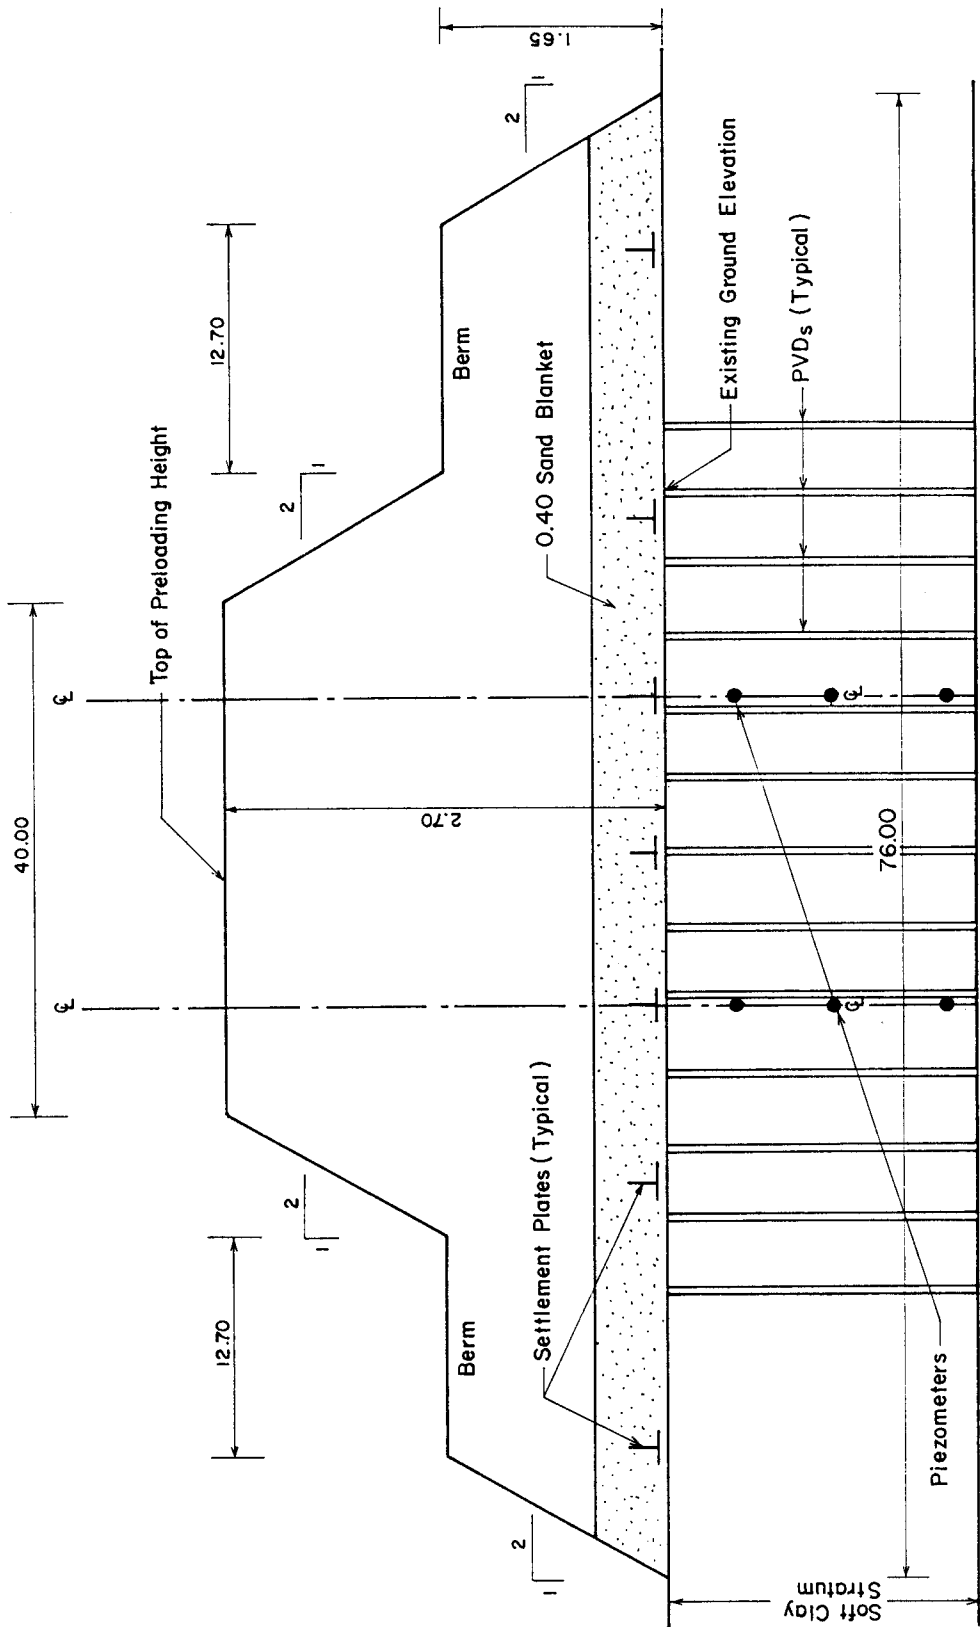 40.00
Top of Preloading Height
℄
℄
12.70
12.70
2
1
2
1
2.70
1.65
Berm
Berm
2
1
2
1
0.40 Sand Blanket
Settlement Plates (Typical)
Existing Ground Elevation
PVDs (Typical)
℄
℄
76.00
Piezometers
Soft Clay
Stratum